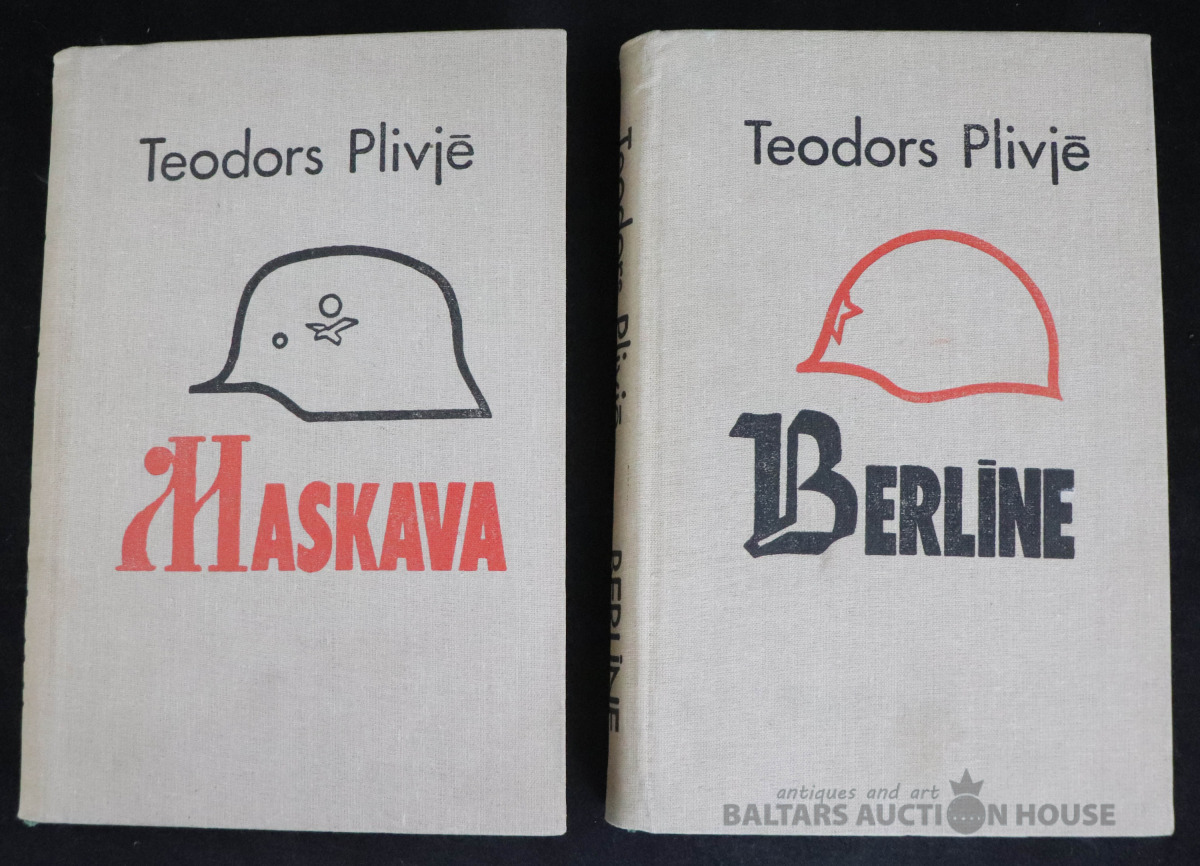 Teodors Plivjē
MASKAVA
Teodors Plivjē
BERLĪNE
Teodors Plivjē BERLĪNE
antiques and art
BALTARS AUCTION HOUSE